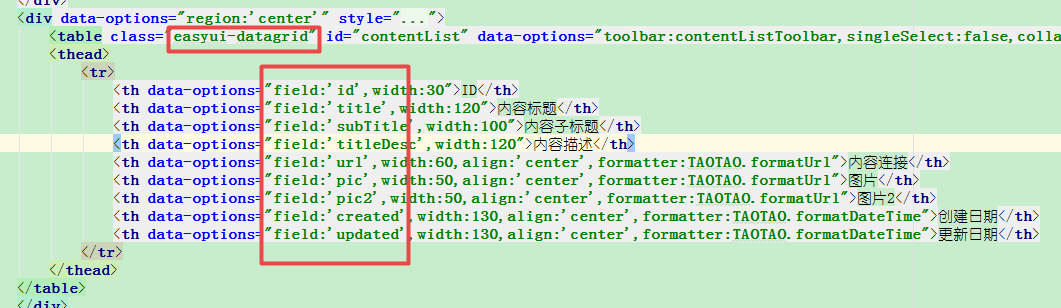 </div>
<div data-options="region:'center'" style="...">
<table class="easyui-datagrid" id="contentList" data-options="toolbar:contentListToolbar,singleSelect:false,colla
<thead>
<tr>
<th data-options="field:'id',width:30">ID</th>
<th data-options="field:'title',width:120">内容标题</th>
<th data-options="field:'subTitle',width:100">内容子标题</th>
<th data-options="field:'titleDesc',width:120">内容描述</th>
<th data-options="field:'url',width:60,align:'center',formatter:TAOTAO.formatUrl">内容连接</th>
<th data-options="field:'pic',width:50,align:'center',formatter:TAOTAO.formatUrl">图片</th>
<th data-options="field:'pic2',width:50,align:'center',formatter:TAOTAO.formatUrl">图片2</th>
<th data-options="field:'created',width:130,align:'center',formatter:TAOTAO.formatDateTime">创建日期</th>
<th data-options="field:'updated',width:130,align:'center',formatter:TAOTAO.formatDateTime">更新日期</th>
</tr>
</thead>
</table>
</div>